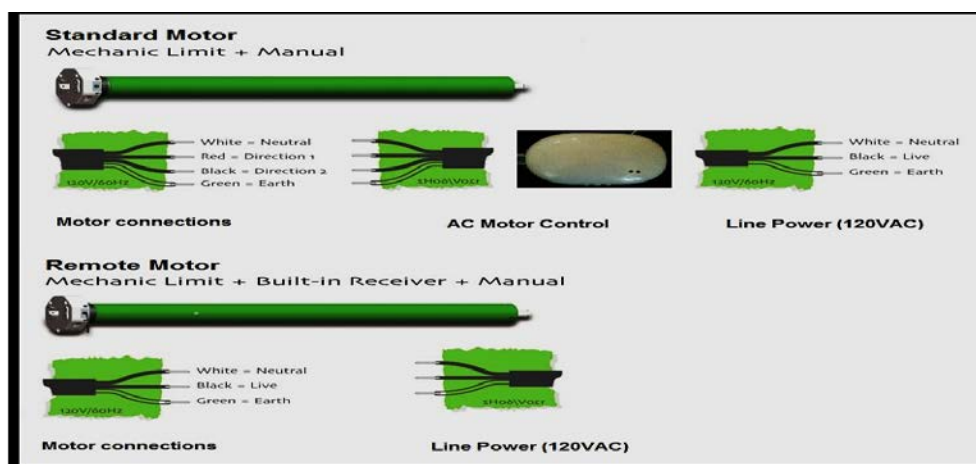 Standard Motor
Mechanic Limit + Manual
White = Neutral
Red = Direction 1
Black = Direction 2
Green = Earth
120V/60Hz
120V/60Hz
White = Neutral
Black = Live
Green = Earth
120V/60Hz
Motor connections
AC Motor Control
Line Power (120VAC)
Remote Motor
Mechanic Limit + Built-in Receiver + Manual
White = Neutral
Black = Live
Green = Earth
120V/60Hz
120V/60Hz
Motor connections
Line Power (120VAC)